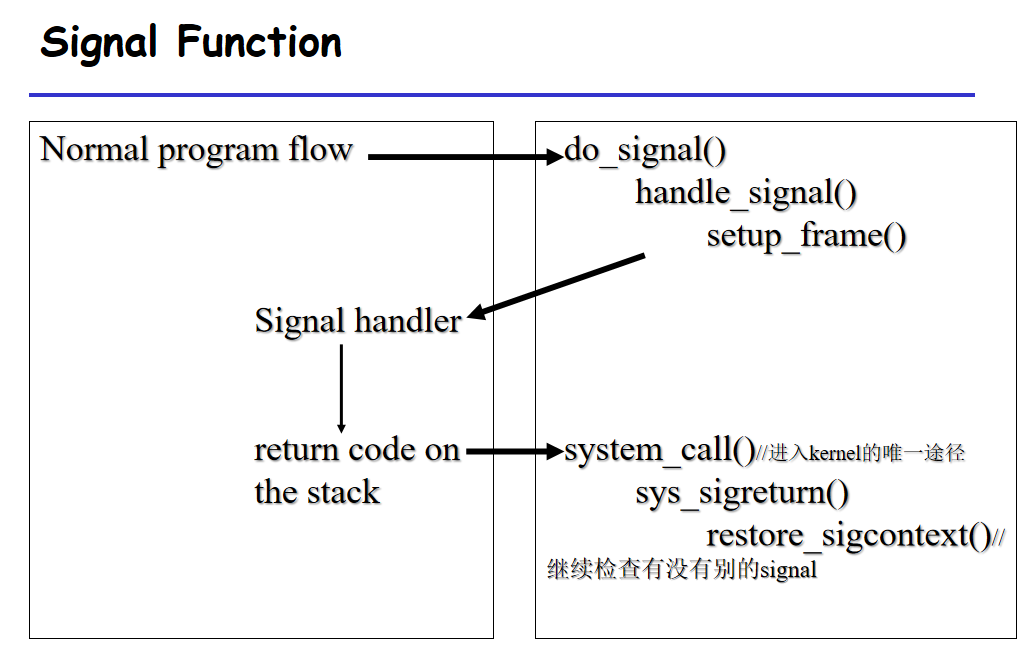 Signal Function
Normal program flow
do_signal()
handle_signal()
setup_frame()
Signal handler
return code on
the stack
system_call()//进入kernel的唯一途径
sys_sigreturn()
restore_sigcontext()//
继续检查有没有别的signal